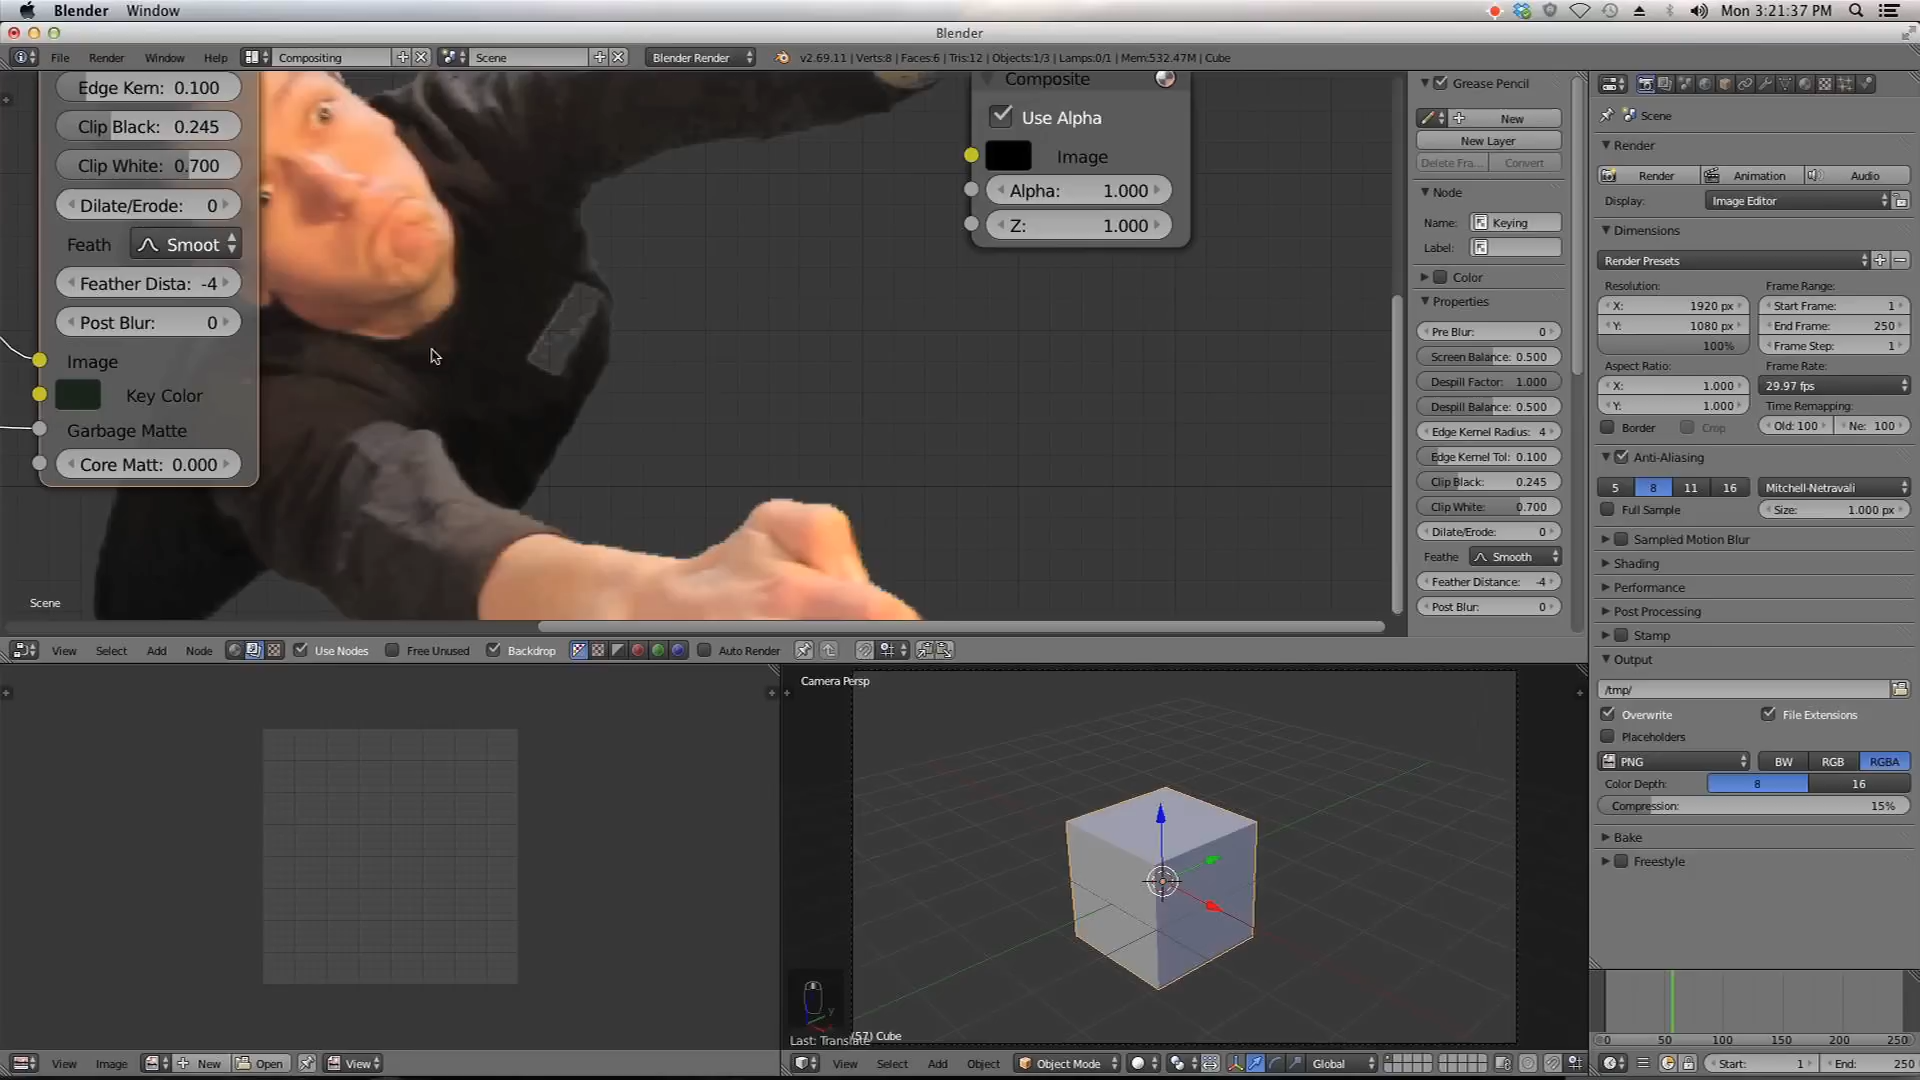 Blender Window Mon 3:21:37 PM
Blender
File Render Window Help Compositing Scene Blender Render v2.69.11 | Verts:8 | Faces:6 | Tris:12 | Objects:1/3 | Lamps:0/1 | Mem:532.47M | Cube
Edge Kern: 0.100
Clip Black: 0.245
Clip White: 0.700
Dilate/Erode: 0
Feath Smoot
Feather Dista: -4
Post Blur: 0
Image
Key Color
Garbage Matte
Core Matt: 0.000
Scene
Composite
Use Alpha
Image
Alpha: 1.000
Z: 1.000
Grease Pencil
New
New Layer
Delete Fra... Convert
Node
Name: Keying
Label:
Color
Properties
Pre Blur: 0
Screen Balance: 0.500
Despill Factor: 1.000
Despill Balance: 0.500
Edge Kernel Radius: 4
Edge Kernel Tol: 0.100
Clip Black: 0.245
Clip White: 0.700
Dilate/Erode: 0
Feathe Smooth
Feather Distance: -4
Post Blur: 0
View Select Add Node Use Nodes Free Unused Backdrop Auto Render
Camera Persp
Last: Translate
(57) Cube
View Image New Open View
View Select Add Object Object Mode Global
Scene
Render
Render Animation Audio
Display: Image Editor
Dimensions
Render Presets
Resolution: Frame Range:
X: 1920 px Start Frame: 1
Y: 1080 px End Frame: 250
100% Frame Step: 1
Aspect Ratio: Frame Rate:
X: 1.000 29.97 fps
Y: 1.000 Time Remapping:
Border Crop Old: 100 Ne: 100
Anti-Aliasing
5 8 11 16 Mitchell-Netravali
Full Sample Size: 1.000 px
Sampled Motion Blur
Shading
Performance
Post Processing
Stamp
Output
/tmp/
Overwrite File Extensions
Placeholders
PNG BW RGB RGBA
Color Depth: 8 16
Compression: 15%
Bake
Freestyle
0 50 100 150 200 250
Start: 1 End: 250